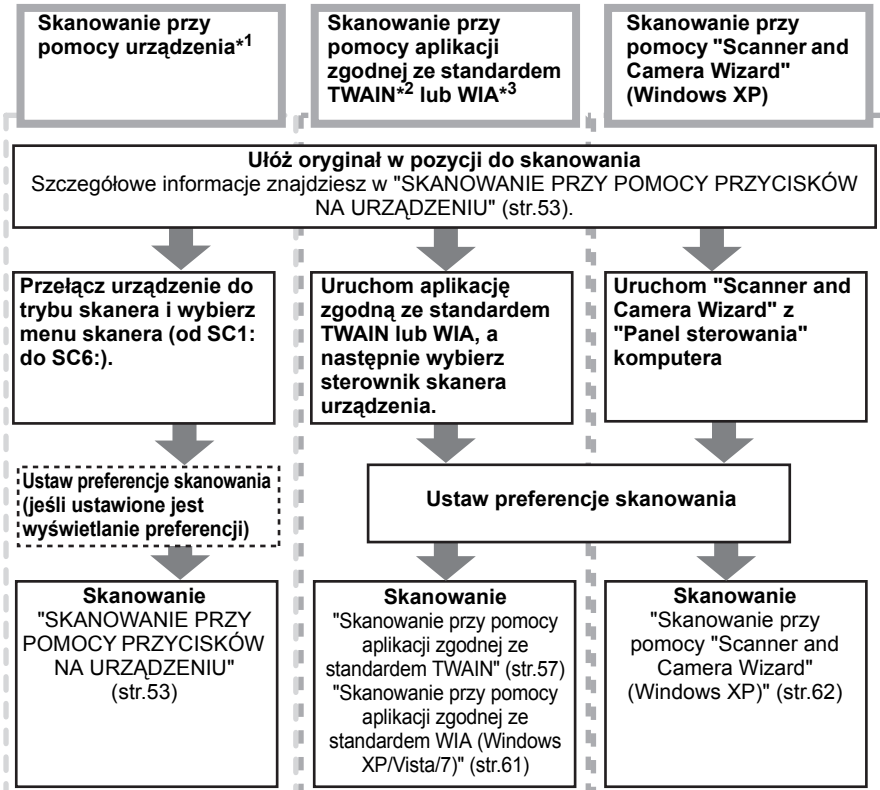 Skanowanie przy
pomocy urządzenia*1
Skanowanie przy
pomocy aplikacji
zgodnej ze standardem
TWAIN*2 lub WIA*3
Skanowanie przy
pomocy "Scanner and
Camera Wizard"
(Windows XP)
Ułóż oryginał w pozycji do skanowania
Szczegółowe informacje znajdziesz w "SKANOWANIE PRZY POMOCY PRZYCISKÓW
NA URZĄDZENIU" (str.53).
Przełącz urządzenie do
trybu skanera i wybierz
menu skanera (od SC1:
do SC6:).
Uruchom aplikację
zgodną ze standardem
TWAIN lub WIA, a
następnie wybierz
sterownik skanera
urządzenia.
Uruchom "Scanner and
Camera Wizard" z
"Panel sterowania"
komputera
Ustaw preferencje skanowania
(jeśli ustawione jest
wyświetlanie preferencji)
Ustaw preferencje skanowania
Skanowanie
"SKANOWANIE PRZY
POMOCY PRZYCISKÓW
NA URZĄDZENIU"
(str.53)
Skanowanie
"Skanowanie przy pomocy
aplikacji zgodnej ze
standardem TWAIN" (str.57)
"Skanowanie przy pomocy
aplikacji zgodnej ze
standardem WIA (Windows
XP/Vista/7)" (str.61)
Skanowanie
"Skanowanie przy
pomocy "Scanner and
Camera Wizard"
(Windows XP)" (str.62)